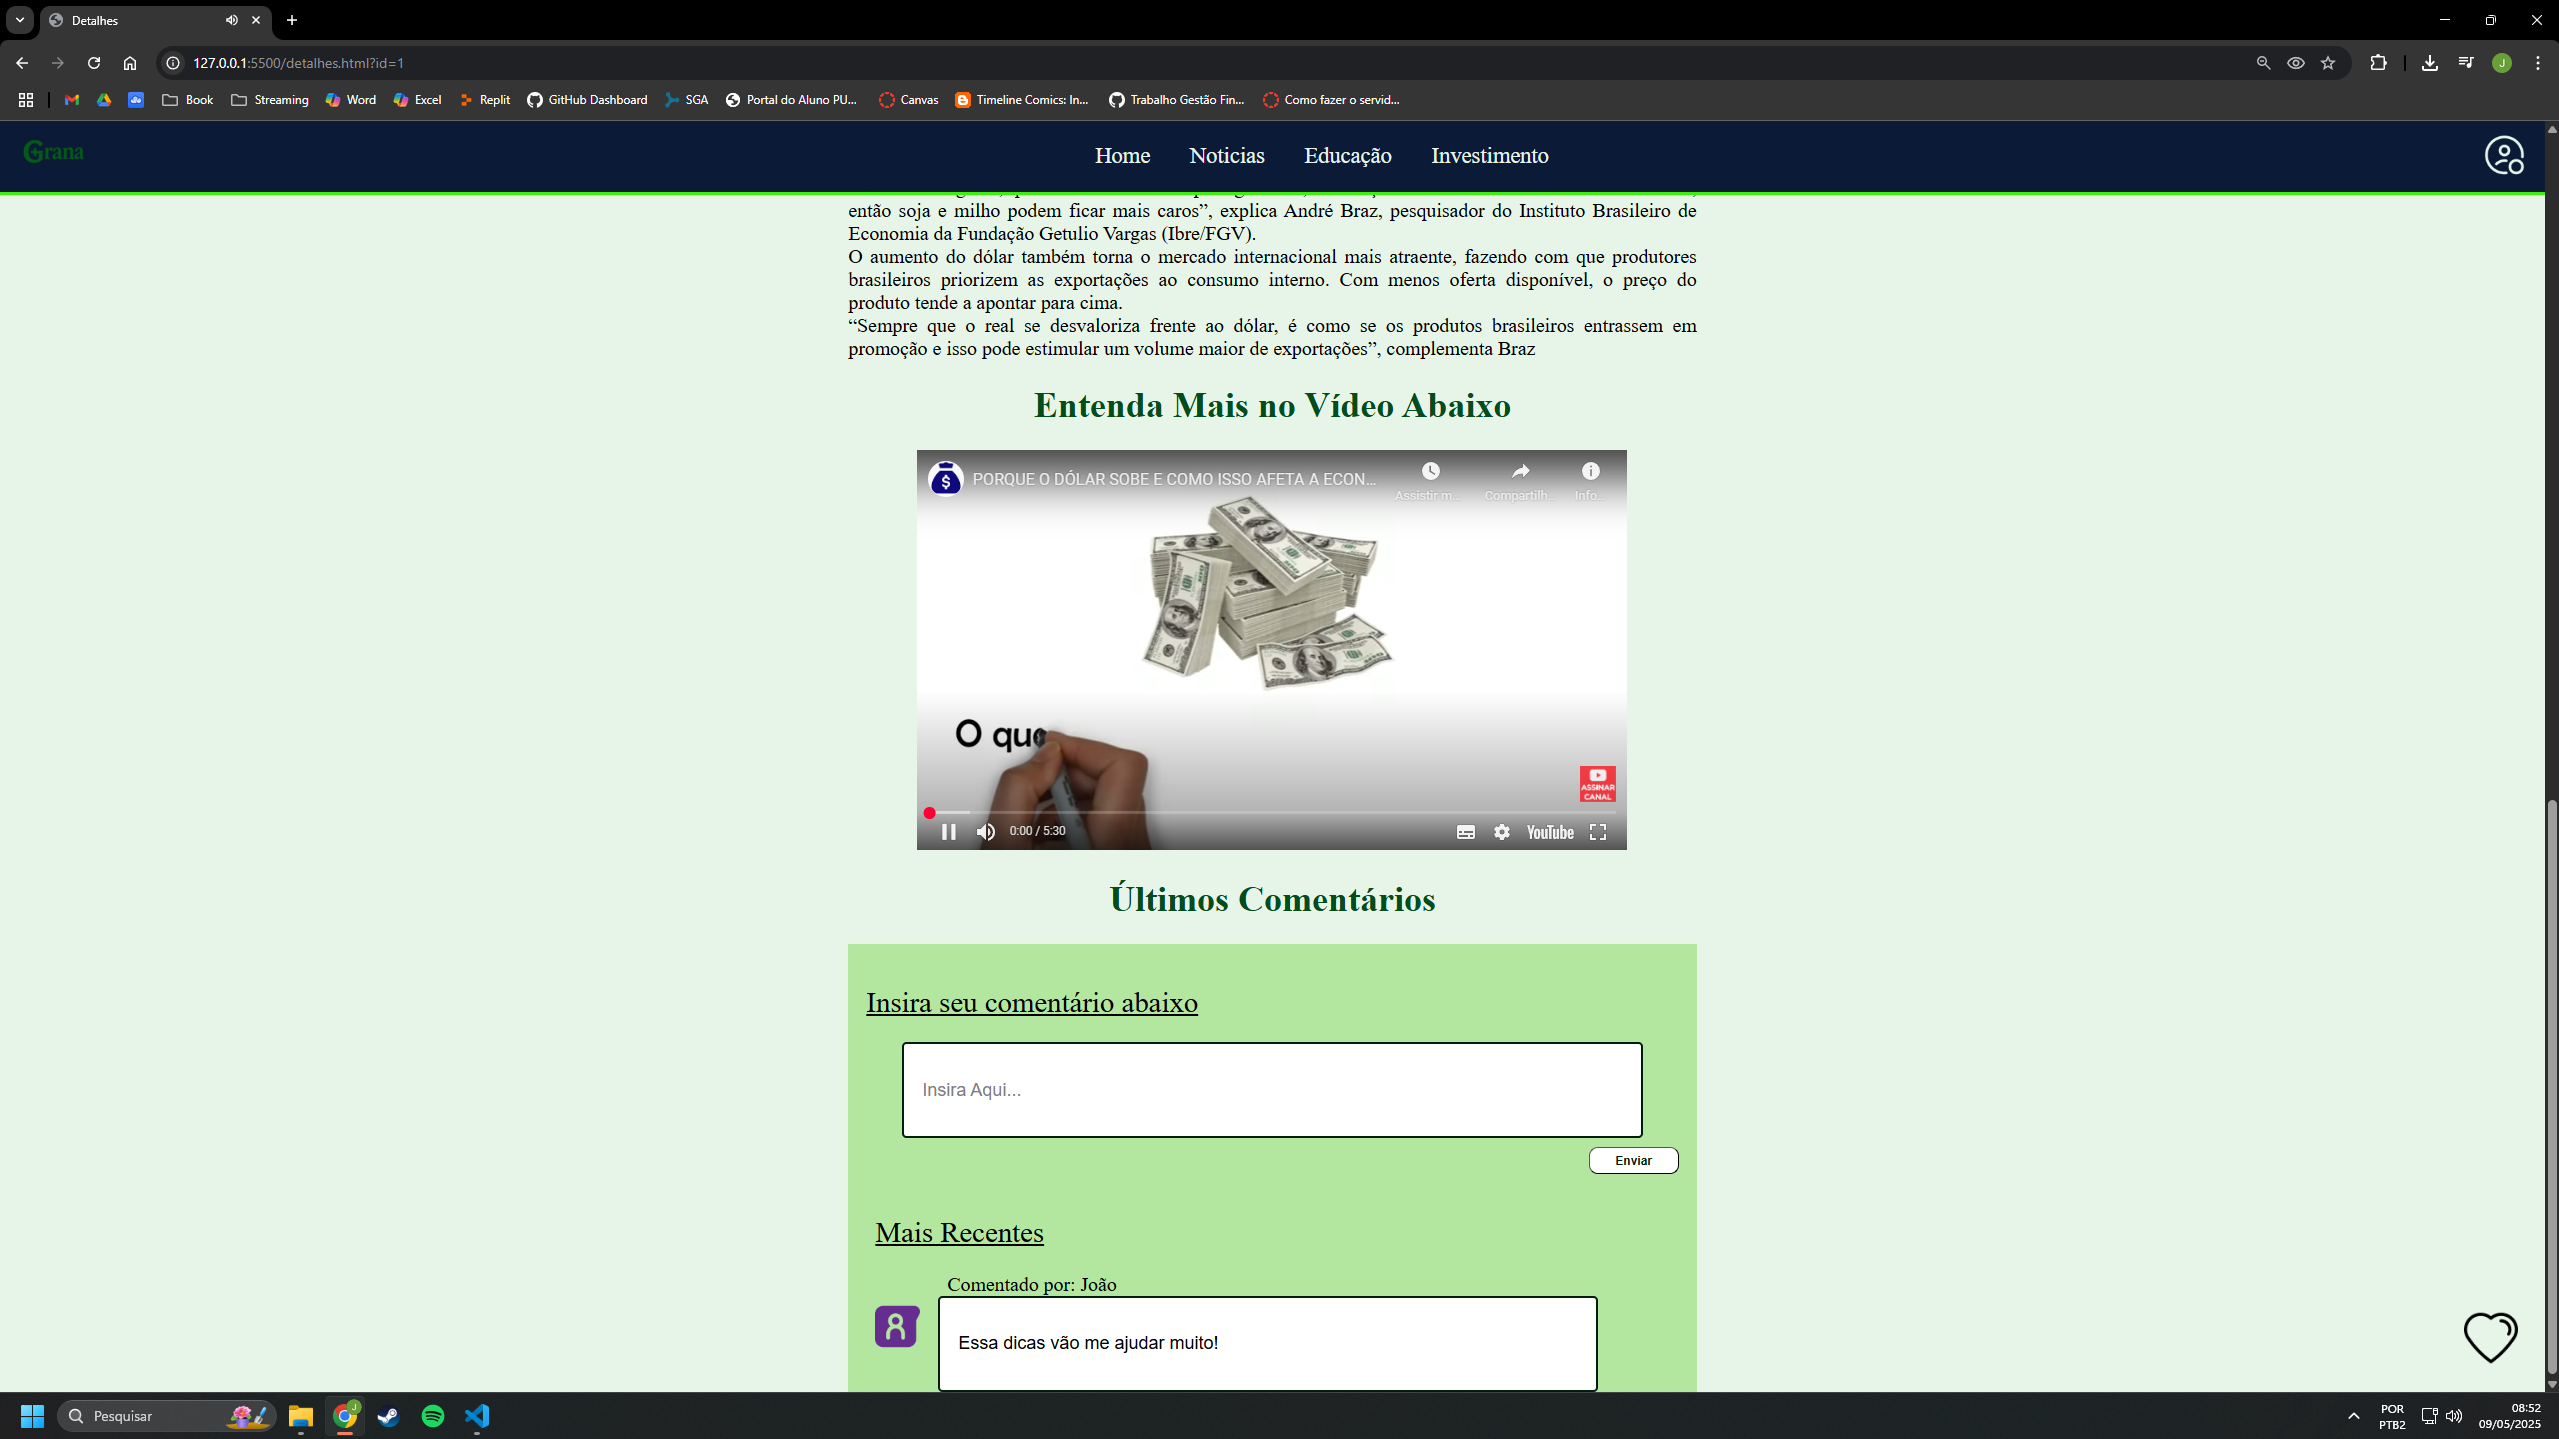 Detalhes
127.0.0.1:5500/detalhes.html?id=1
J
Book
Streaming
Word
Excel
Replit
GitHub Dashboard
SGA
Portal do Aluno PU...
Canvas
Timeline Comics: In...
Trabalho Gestão Fin...
Como fazer o servid...
Grana
Home
Noticias
Educação
Investimento
então soja e milho podem ficar mais caros”, explica André Braz, pesquisador do Instituto Brasileiro de
Economia da Fundação Getulio Vargas (Ibre/FGV).
O aumento do dólar também torna o mercado internacional mais atraente, fazendo com que produtores
brasileiros priorizem as exportações ao consumo interno. Com menos oferta disponível, o preço do
produto tende a apontar para cima.
“Sempre que o real se desvaloriza frente ao dólar, é como se os produtos brasileiros entrassem em
promoção e isso pode estimular um volume maior de exportações”, complementa Braz
Entenda Mais no Vídeo Abaixo
PORQUE O DÓLAR SOBE E COMO ISSO AFETA A ECON...
Assistir m...
Compartilh...
Info...
O que
ASSINAR
CANAL
0:00 / 5:30
YouTube
Últimos Comentários
Insira seu comentário abaixo
Insira Aqui...
Enviar
Mais Recentes
Comentado por: João
Essa dicas vão me ajudar muito!
Pesquisar
J
POR
PTB2
08:52
09/05/2025